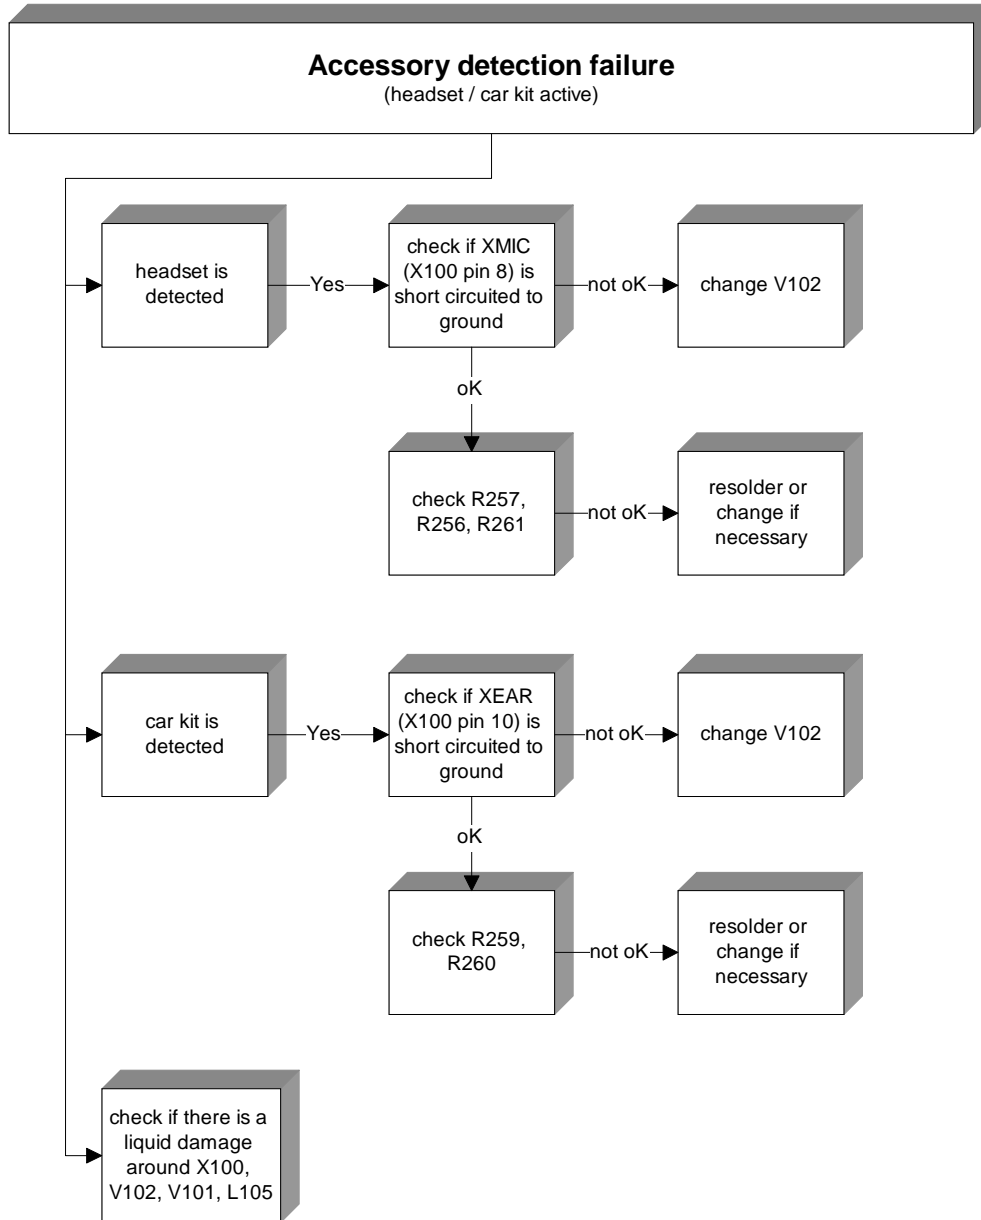 Accessory detection failure
(headset / car kit active)
headset is
detected
Yes
check if XMIC
(X100 pin 8) is
short circuited to
ground
not oK
change V102
oK
check R257,
R256, R261
not oK
resolder or
change if
necessary
car kit is
detected
Yes
check if XEAR
(X100 pin 10) is
short circuited to
ground
not oK
change V102
oK
check R259,
R260
not oK
resolder or
change if
necessary
check if there is a
liquid damage
around X100,
V102, V101, L105